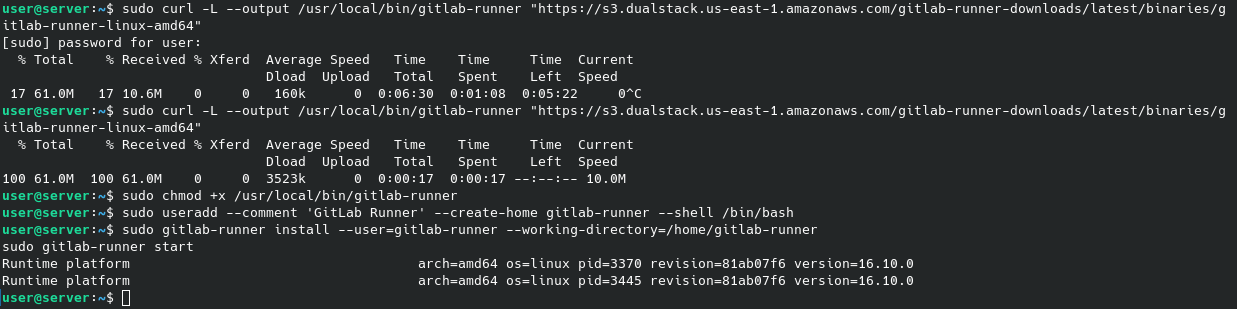 user@server:~$ sudo curl -L --output /usr/local/bin/gitlab-runner "https://s3.dualstack.us-east-1.amazonaws.com/gitlab-runner-downloads/latest/binaries/g
itlab-runner-linux-amd64"
[sudo] password for user:
  % Total    % Received % Xferd  Average Speed   Time    Time     Time  Current
                                 Dload  Upload   Total   Spent    Left  Speed
 17 61.0M   17 10.6M    0     0   160k      0  0:06:30  0:01:08  0:05:22     0^C
user@server:~$ sudo curl -L --output /usr/local/bin/gitlab-runner "https://s3.dualstack.us-east-1.amazonaws.com/gitlab-runner-downloads/latest/binaries/g
itlab-runner-linux-amd64"
  % Total    % Received % Xferd  Average Speed   Time    Time     Time  Current
                                 Dload  Upload   Total   Spent    Left  Speed
100 61.0M  100 61.0M    0     0  3523k      0  0:00:17  0:00:17 --:--:-- 10.0M
user@server:~$ sudo chmod +x /usr/local/bin/gitlab-runner
user@server:~$ sudo useradd --comment 'GitLab Runner' --create-home gitlab-runner --shell /bin/bash
user@server:~$ sudo gitlab-runner install --user=gitlab-runner --working-directory=/home/gitlab-runner
sudo gitlab-runner start
Runtime platform                                    arch=amd64 os=linux pid=3370 revision=81ab07f6 version=16.10.0
Runtime platform                                    arch=amd64 os=linux pid=3445 revision=81ab07f6 version=16.10.0
user@server:~$